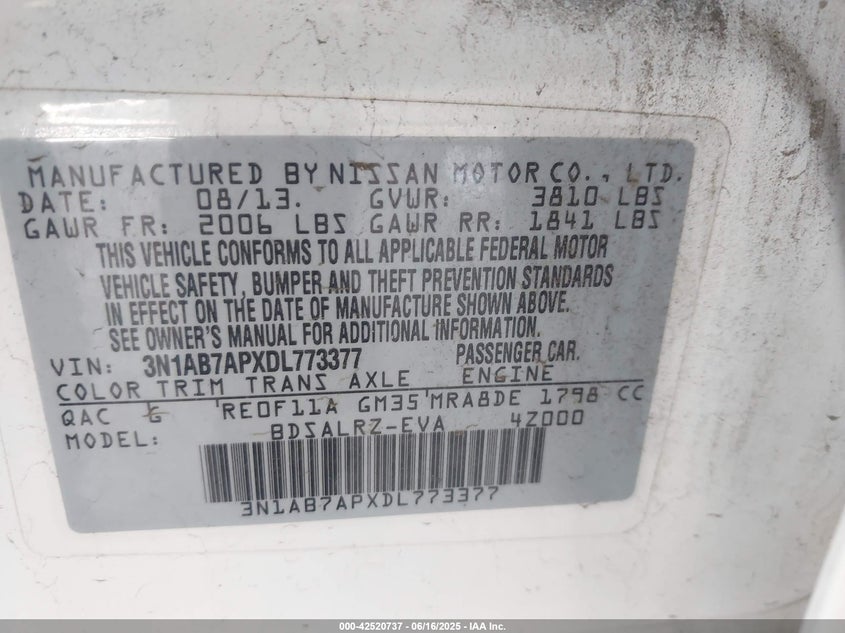 MANUFACTURED BY NISSAN MOTOR CO., LTD.
DATE: 08/13. GVWR: 3810 LBS
GAWR FR: 2006 LBS GAWR RR: 1841 LBS
THIS VEHICLE CONFORMS TO ALL APPLICABLE FEDERAL MOTOR
VEHICLE SAFETY, BUMPER AND THEFT PREVENTION STANDARDS
IN EFFECT ON THE DATE OF MANUFACTURE SHOWN ABOVE.
SEE OWNER'S MANUAL FOR ADDITIONAL INFORMATION.
VIN: 3N1AB7APXDL773377 PASSENGER CAR.
COLOR TRIM TRANS AXLE ENGINE
QAC G RE0F11A GM35 MRA8DE 1798 CC
MODEL: BDSALRZ-EVA 4Z000
3N1AB7APXDL773377
000-42520737 - 06/16/2025 - IAA Inc.